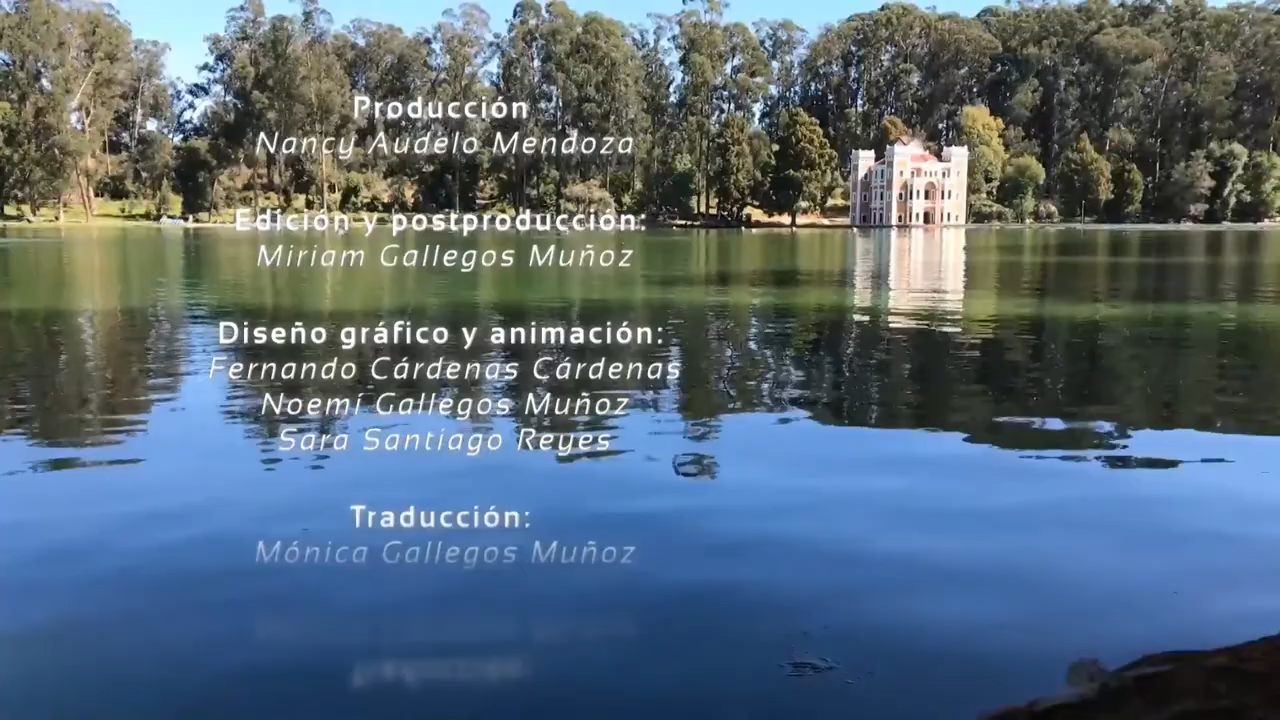 Producción
Nancy Audelo Mendoza
Edición y postproducción:
Miriam Gallegos Muñoz
Diseño gráfico y animación:
Fernando Cárdenas Cárdenas
Noemí Gallegos Muñoz
Sara Santiago Reyes
Traducción:
Mónica Gallegos Muñoz